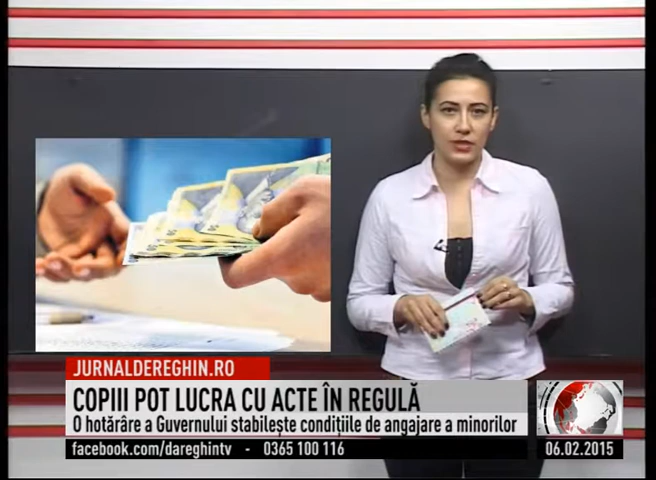 JURNALDEREGHIN.RO
COPIII POT LUCRA CU ACTE ÎN REGULĂ
O hotărâre a Guvernului stabilește condițiile de angajare a minorilor
facebook.com/dareghintv - 0365 100 116
06.02.2015